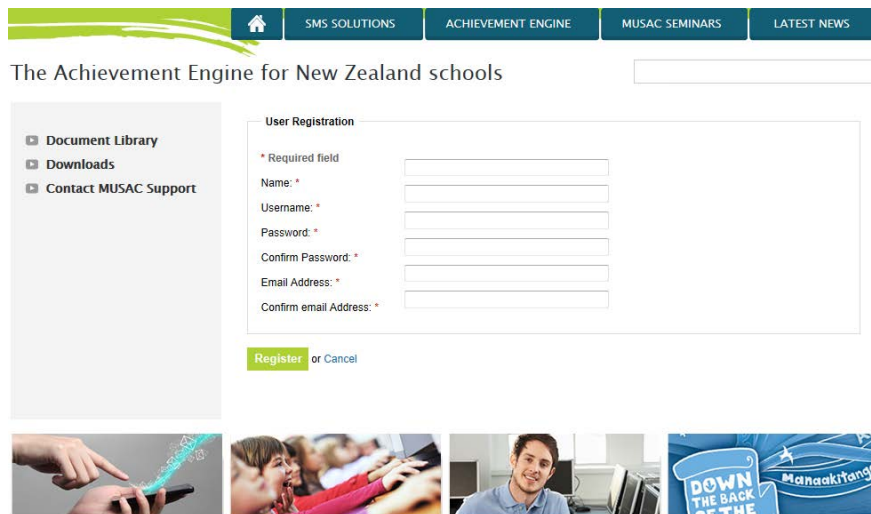 SMS SOLUTIONS ACHIEVEMENT ENGINE MUSAC SEMINARS LATEST NEWS
The Achievement Engine for New Zealand schools
Document Library
Downloads
Contact MUSAC Support
User Registration
* Required field
Name: *
Username: *
Password: *
Confirm Password: *
Email Address: *
Confirm email Address: *
Register or Cancel
DOWN
THE BACK
OF THE
Manaakitang